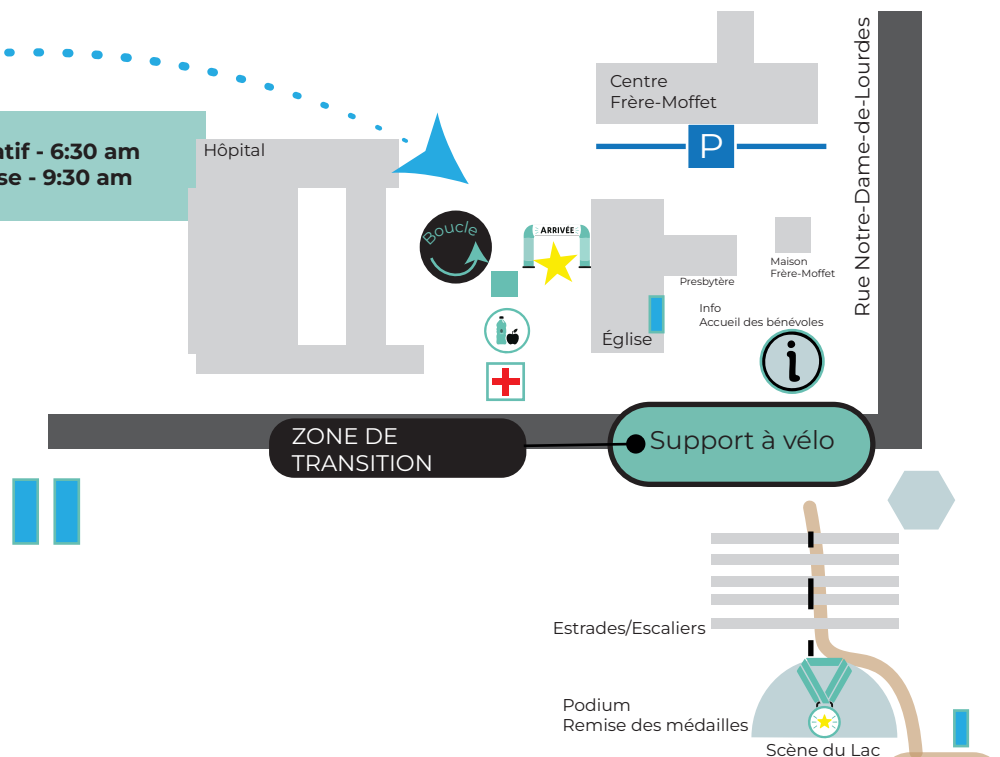 Centre
Frère-Moffet
P
Rue Notre-Dame-de-Lourdes
- 6:30 am
- 9:30 am
Hôpital
Boucle
ARRIVÉE
Maison
Frère-Moffet
Presbytère
Info
Accueil des bénévoles
i
Église
ZONE DE
TRANSITION
Support à vélo
Estrades/Escaliers
Podium
Remise des médailles
Scène du Lac